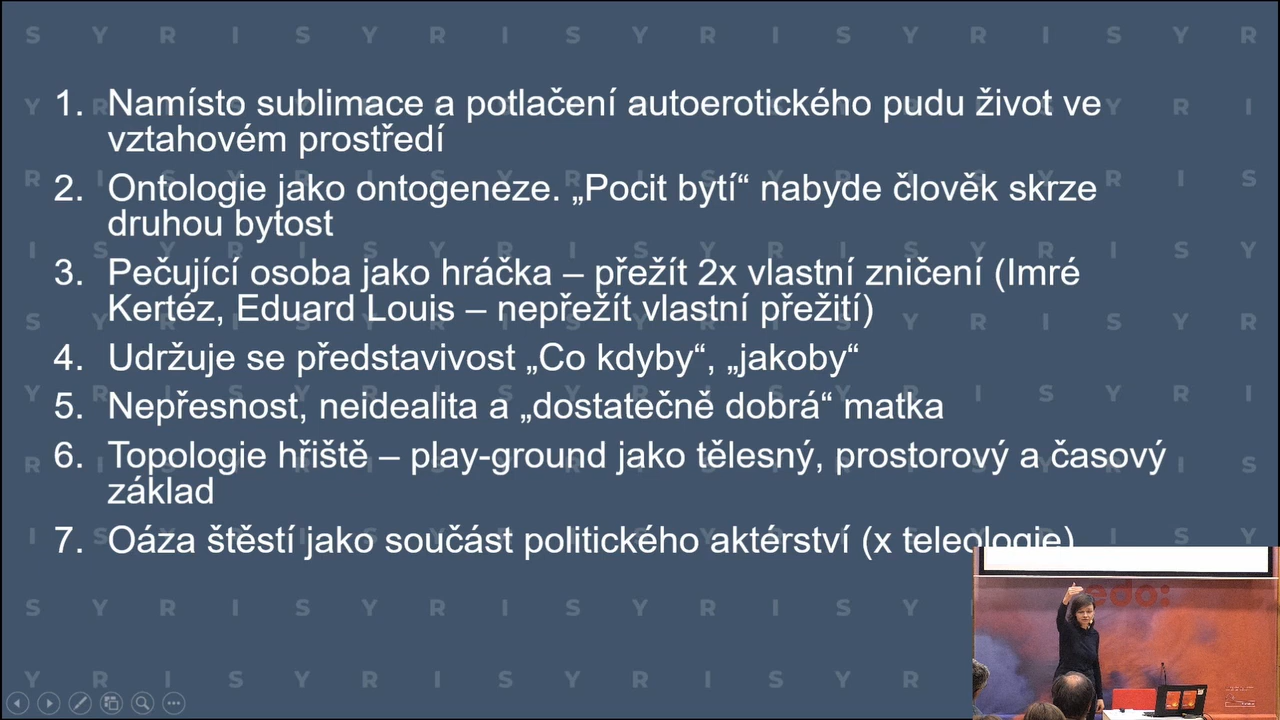 S Y R I S Y R I S Y R I S Y R I S Y R
1. Namísto sublimace a potlačení autoerotického pudu život ve
vztahovém prostředí
2. Ontologie jako ontogeneze. „Pocit bytí“ nabyde člověk skrze
druhou bytost
3. Pečující osoba jako hráčka – přežít 2x vlastní zničení (Imré
Kertéz, Eduard Louis – nepřežít vlastní přežití)
4. Udržuje se představivost „Co kdyby“, „jakoby“
5. Nepřesnost, neidealita a „dostatečně dobrá“ matka
6. Topologie hřiště – play-ground jako tělesný, prostorový a časový
základ
7. Oáza štěstí jako součást politického aktérství (x teleologie)
edo:
S Y R I S Y R I S Y R I S Y
Y R I S Y R I S Y R I S Y R